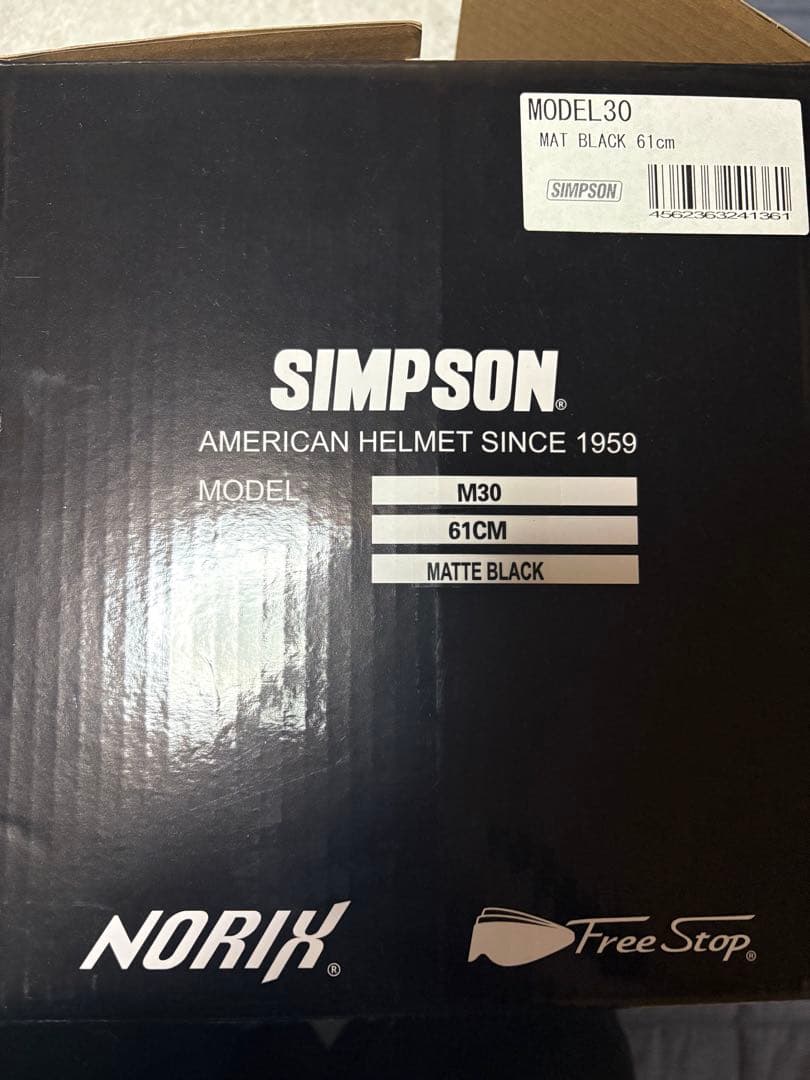 MODEL30
MAT BLACK 61cm
SIMPSON
4562363241361
SIMPSON®
AMERICAN HELMET SINCE 1959
MODEL
M30
61CM
MATTE BLACK
NORIX®
Free Stop®